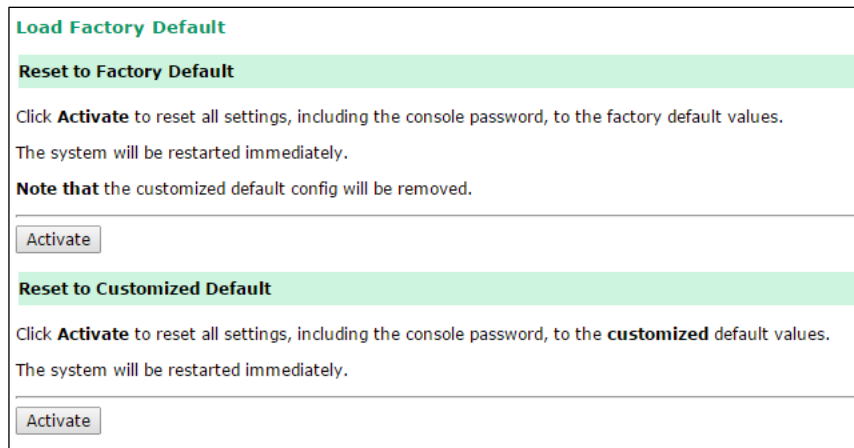 Load Factory Default
Reset to Factory Default
Click Activate to reset all settings, including the console password, to the factory default values.
The system will be restarted immediately.
Note that the customized default config will be removed.
Activate
Reset to Customized Default
Click Activate to reset all settings, including the console password, to the customized default values.
The system will be restarted immediately.
Activate